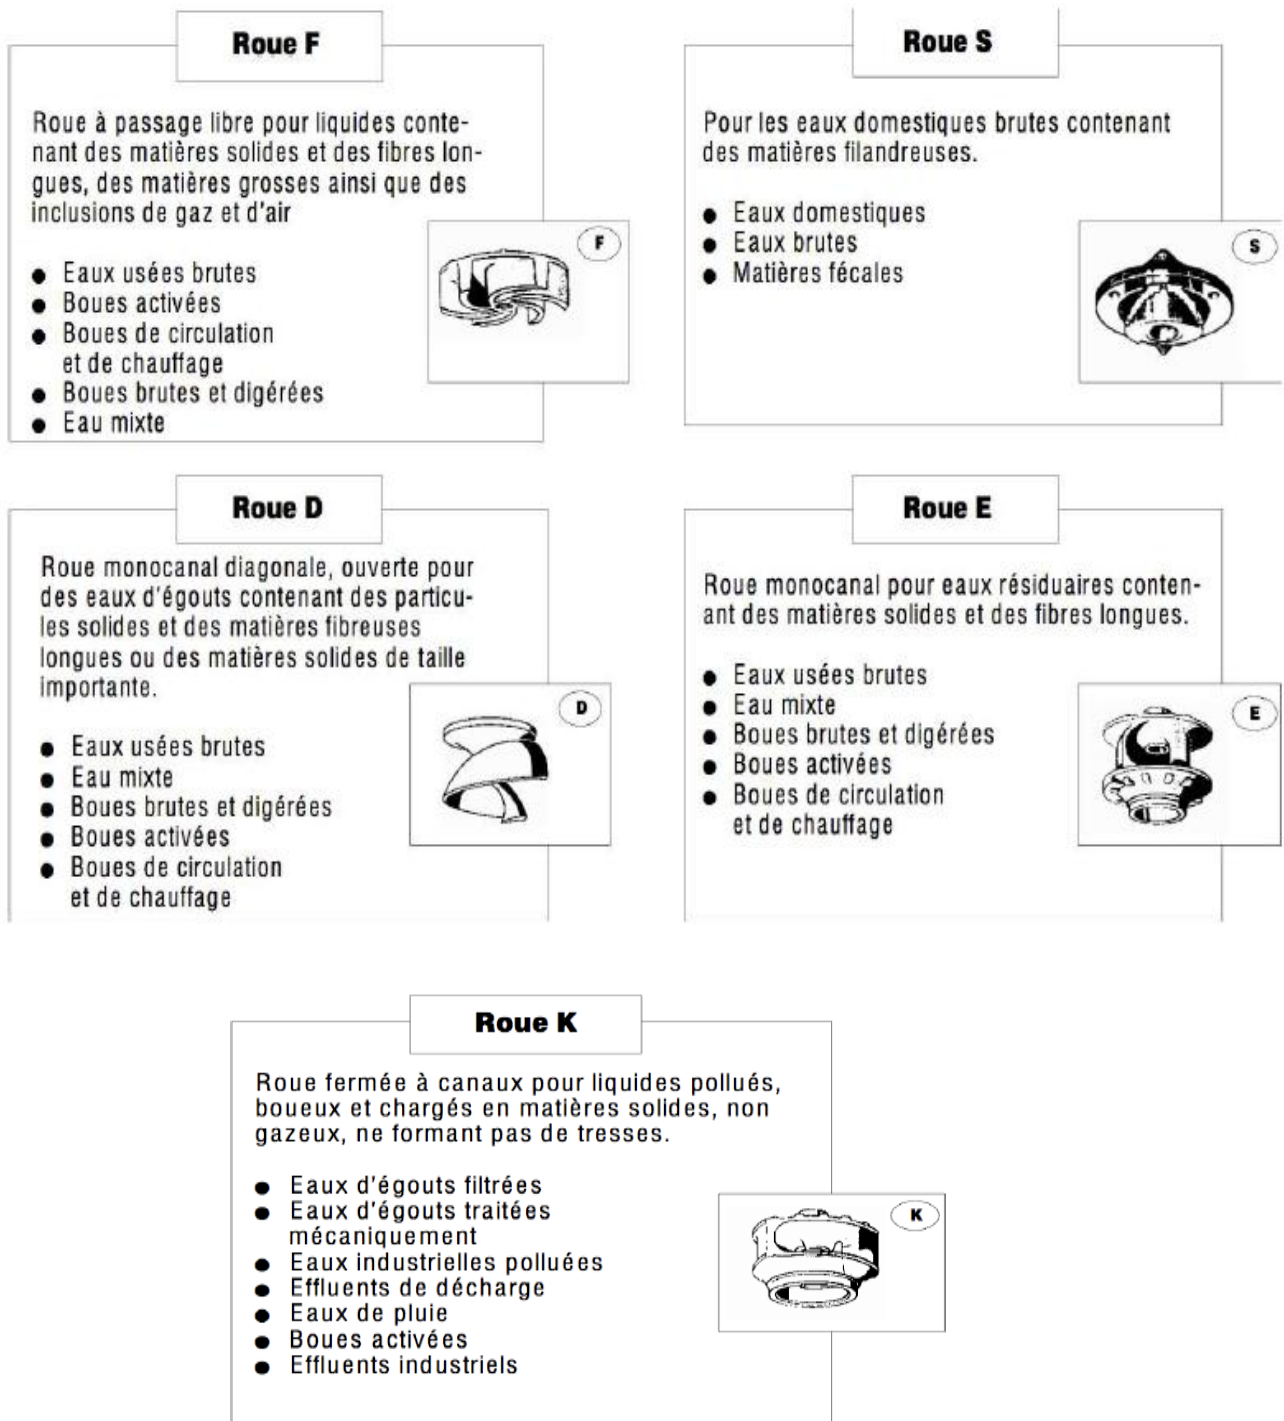 Roue F
Roue à passage libre pour liquides conte-
nant des matières solides et des fibres lon-
gues, des matières grosses ainsi que des
inclusions de gaz et d'air
● Eaux usées brutes
● Boues activées
● Boues de circulation
et de chauffage
● Boues brutes et digérées
● Eau mixte
F
Roue S
Pour les eaux domestiques brutes contenant
des matières filandreuses.
● Eaux domestiques
● Eaux brutes
● Matières fécales
S
Roue D
Roue monocanal diagonale, ouverte pour
des eaux d'égouts contenant des particu-
les solides et des matières fibreuses
longues ou des matières solides de taille
importante.
● Eaux usées brutes
● Eau mixte
● Boues brutes et digérées
● Boues activées
● Boues de circulation
et de chauffage
D
Roue E
Roue monocanal pour eaux résiduaires conten-
ant des matières solides et des fibres longues.
● Eaux usées brutes
● Eau mixte
● Boues brutes et digérées
● Boues activées
● Boues de circulation
et de chauffage
E
Roue K
Roue fermée à canaux pour liquides pollués,
boueux et chargés en matières solides, non
gazeux, ne formant pas de tresses.
● Eaux d'égouts filtrées
● Eaux d'égouts traitées
mécaniquement
● Eaux industrielles polluées
● Effluents de décharge
● Eaux de pluie
● Boues activées
● Effluents industriels
K